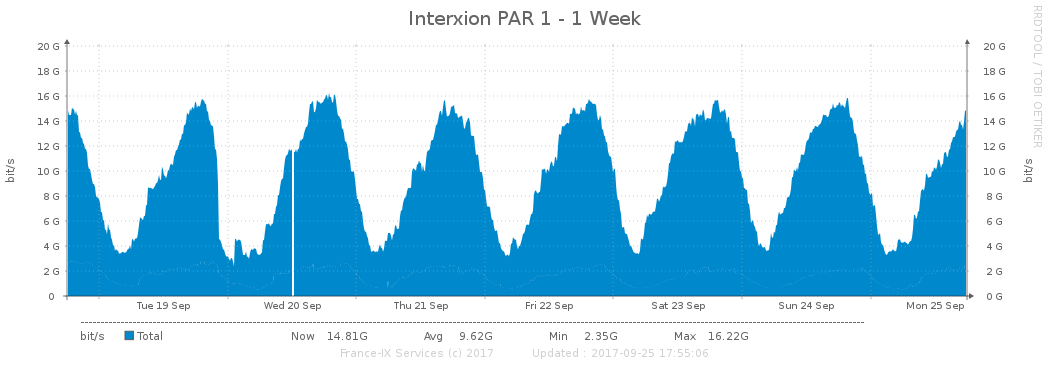 Interxion PAR 1 - 1 Week
RRDTOOL / TOBI OETIKER
20 G 20 G
18 G 18 G
16 G 16 G
14 G 14 G
12 G 12 G
10 G 10 G
8 G 8 G
6 G 6 G
4 G 4 G
2 G 2 G
0 0 G
bit/s bit/s
Tue 19 Sep Wed 20 Sep Thu 21 Sep Fri 22 Sep Sat 23 Sep Sun 24 Sep Mon 25 Sep
bit/s Total Now 14.81G Avg 9.62G Min 2.35G Max 16.22G
France-IX Services (c) 2017 Updated : 2017-09-25 17:55:06